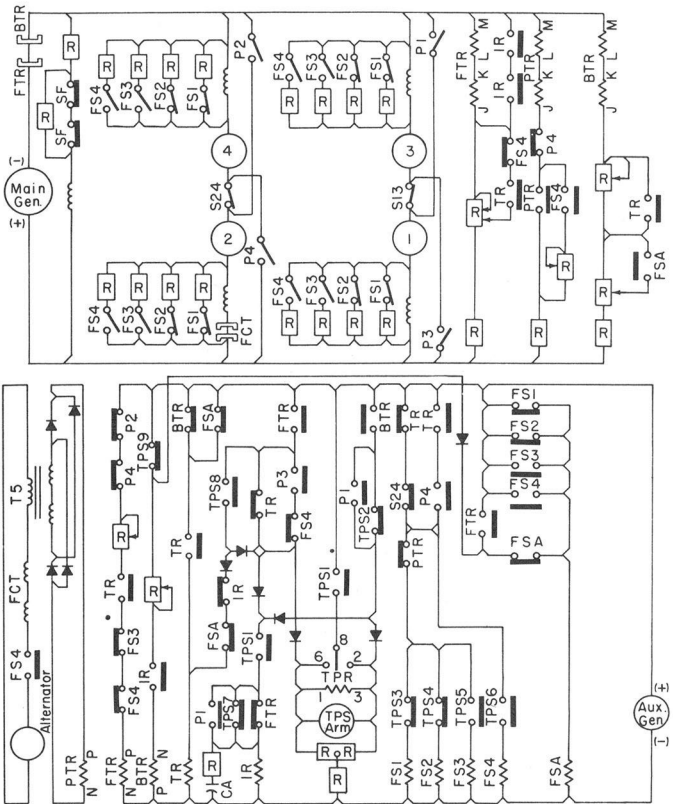 BTR
FTR
R
R
SF
SF
(-)
Main
Gen.
(+)
R
R
R
R
FS4
FS3
FS2
FS1
P2
4
S24
2
P4
FS4
FS3
FS2
FS1
R
R
R
R
FCT
FS4
FS3
FS2
FS1
R
R
R
R
P1
3
S13
1
P3
FS4
FS3
FS2
FS1
R
R
R
R
FTR
M
L
K
J
IR
IR
FS4
TR
R
R
PTR
M
L
K
J
P4
PTR
FS4
R
R
BTR
M
L
K
J
R
TR
FSA
R
R
T5
FCT
FS4
Alternator
PTR
P
N
P2
P4
R
TR
FS3
FS4
FTR
P
N
TPS9
R
IR
BTR
N
P
BTR
FSA
TR
TR
TPS8
TR
IR
FSA
TPS1
P1
TPS7
FTR
R
CA
IR
FTR
P3
FS4
TPS1
6
8
2
TPR
1
3
TPS
Arm
R
R
R
BTR
P1
TPS2
TR
TR
S24
P4
PTR
TPS3
TPS4
TPS5
TPS6
FS1
FS2
FS3
FS4
FTR
FS1
FS2
FS3
FS4
FSA
FSA
(+)
Aux.
Gen
(-)